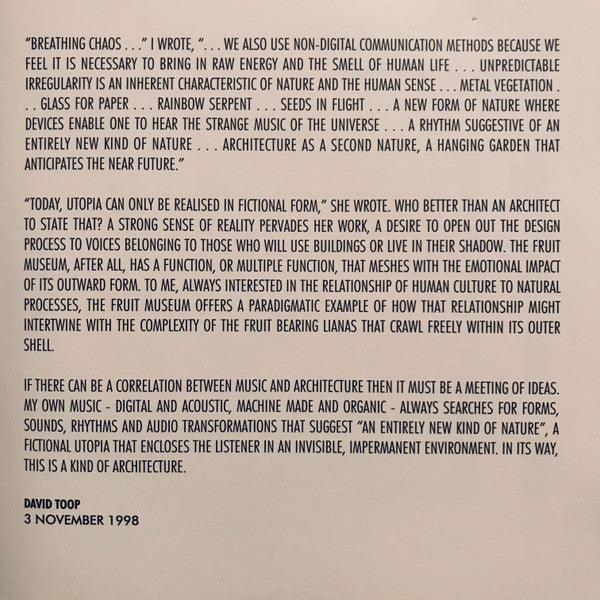 “BREATHING CHAOS . . .” I WROTE, “. . . WE ALSO USE NON-DIGITAL COMMUNICATION METHODS BECAUSE WE
FEEL IT IS NECESSARY TO BRING IN RAW ENERGY AND THE SMELL OF HUMAN LIFE . . . UNPREDICTABLE
IRREGULARITY IS AN INHERENT CHARACTERISTIC OF NATURE AND THE HUMAN SENSE . . . METAL VEGETATION .
. . GLASS FOR PAPER . . . RAINBOW SERPENT . . . SEEDS IN FLIGHT . . . A NEW FORM OF NATURE WHERE
DEVICES ENABLE ONE TO HEAR THE STRANGE MUSIC OF THE UNIVERSE . . . A RHYTHM SUGGESTIVE OF AN
ENTIRELY NEW KIND OF NATURE . . . ARCHITECTURE AS A SECOND NATURE, A HANGING GARDEN THAT
ANTICIPATES THE NEAR FUTURE.”
“TODAY, UTOPIA CAN ONLY BE REALISED IN FICTIONAL FORM,” SHE WROTE. WHO BETTER THAN AN ARCHITECT
TO STATE THAT? A STRONG SENSE OF REALITY PERVADES HER WORK, A DESIRE TO OPEN OUT THE DESIGN
PROCESS TO VOICES BELONGING TO THOSE WHO WILL USE BUILDINGS OR LIVE IN THEIR SHADOW. THE FRUIT
MUSEUM, AFTER ALL, HAS A FUNCTION, OR MULTIPLE FUNCTION, THAT MESHES WITH THE EMOTIONAL IMPACT
OF ITS OUTWARD FORM. TO ME, ALWAYS INTERESTED IN THE RELATIONSHIP OF HUMAN CULTURE TO NATURAL
PROCESSES, THE FRUIT MUSEUM OFFERS A PARADIGMATIC EXAMPLE OF HOW THAT RELATIONSHIP MIGHT
INTERTWINE WITH THE COMPLEXITY OF THE FRUIT BEARING LIANAS THAT CRAWL FREELY WITHIN ITS OUTER
SHELL.
IF THERE CAN BE A CORRELATION BETWEEN MUSIC AND ARCHITECTURE THEN IT MUST BE A MEETING OF IDEAS.
MY OWN MUSIC - DIGITAL AND ACOUSTIC, MACHINE MADE AND ORGANIC - ALWAYS SEARCHES FOR FORMS,
SOUNDS, RHYTHMS AND AUDIO TRANSFORMATIONS THAT SUGGEST “AN ENTIRELY NEW KIND OF NATURE”, A
FICTIONAL UTOPIA THAT ENCLOSES THE LISTENER IN AN INVISIBLE, IMPERMANENT ENVIRONMENT. IN ITS WAY,
THIS IS A KIND OF ARCHITECTURE.
DAVID TOOP
3 NOVEMBER 1998